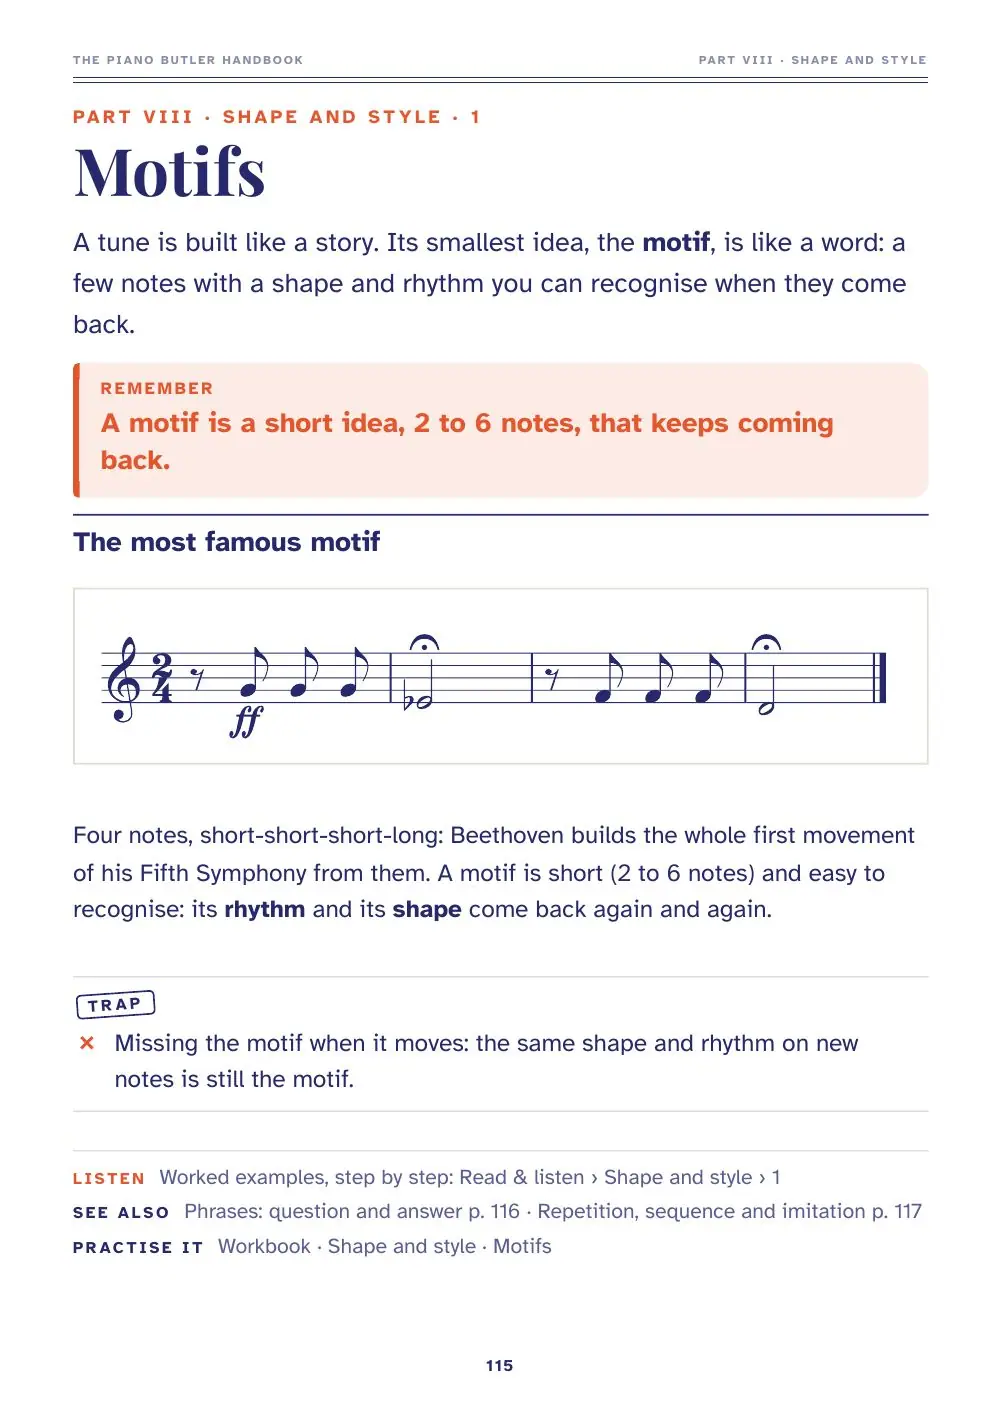 THE PIANO BUTLER HANDBOOK
PART VIII · SHAPE AND STYLE
PART VIII · SHAPE AND STYLE · 1
Motifs
A tune is built like a story. Its smallest idea, the motif, is like a word: a
few notes with a shape and rhythm you can recognise when they come
back.
REMEMBER
A motif is a short idea, 2 to 6 notes, that keeps coming
back.
The most famous motif
2
4
ff
Four notes, short-short-short-long: Beethoven builds the whole first movement
of his Fifth Symphony from them. A motif is short (2 to 6 notes) and easy to
recognise: its rhythm and its shape come back again and again.
TRAP
× Missing the motif when it moves: the same shape and rhythm on new
notes is still the motif.
LISTEN Worked examples, step by step: Read & listen › Shape and style › 1
SEE ALSO Phrases: question and answer p. 116 · Repetition, sequence and imitation p. 117
PRACTISE IT Workbook · Shape and style · Motifs
115